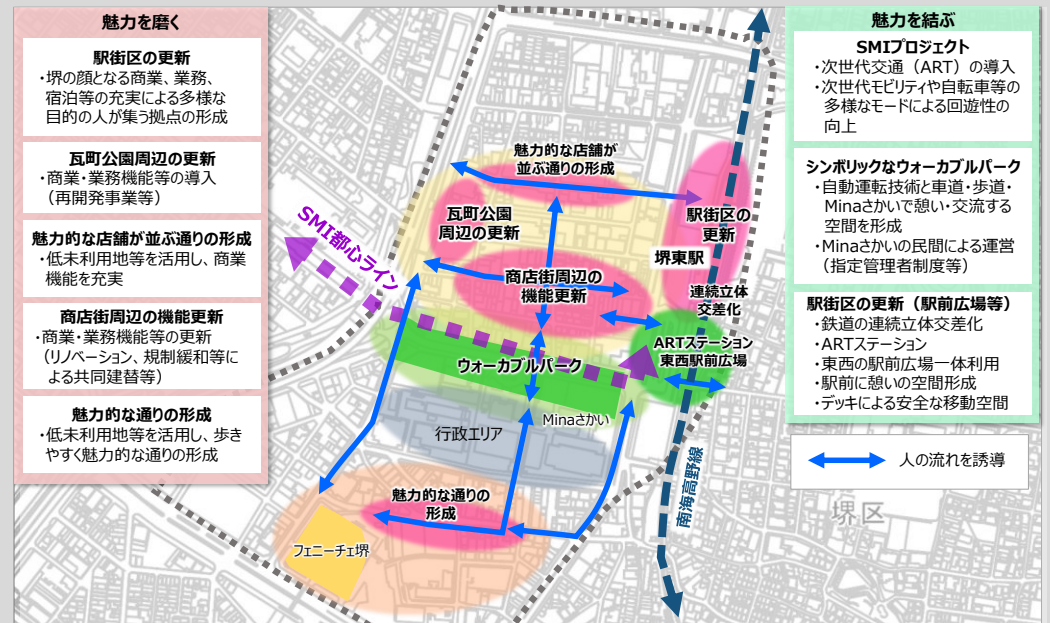 魅力を磨く
駅街区の更新
・堺の顔となる商業、業務、
宿泊等の充実による多様な
目的の人が集う拠点の形成
瓦町公園周辺の更新
・商業・業務機能等の導入
（再開発事業等）
魅力的な店舗が並ぶ通りの形成
・低未利用地等を活用し、商業
機能を充実
商店街周辺の機能更新
・商業・業務機能等の更新
（リノベーション、規制緩和等に
よる共同建替等）
魅力的な通りの形成
・低未利用地等を活用し、歩き
やすく魅力的な通りの形成
魅力的な店舗が
並ぶ通りの形成
瓦町公園
周辺の更新
駅街区の
更新
堺東駅
SMI都心ライン
商店街周辺の
機能更新
連続立体
交差化
ARTステーション
東西駅前広場
ウォーカブルパーク
Minaさかい
行政エリア
魅力的な通りの
形成
フェニーチェ堺
南海高野線
堺区
魅力を結ぶ
SMIプロジェクト
・次世代交通（ART）の導入
・次世代モビリティや自転車等の
多様なモードによる回遊性の
向上
シンボリックなウォーカブルパーク
・自動運転技術と車道・歩道・
Minaさかいで憩い・交流する
空間を形成
・Minaさかいの民間による運営
（指定管理者制度等）
駅街区の更新（駅前広場等）
・鉄道の連続立体交差化
・ARTステーション
・東西の駅前広場一体利用
・駅前に憩いの空間形成
・デッキによる安全な移動空間
人の流れを誘導